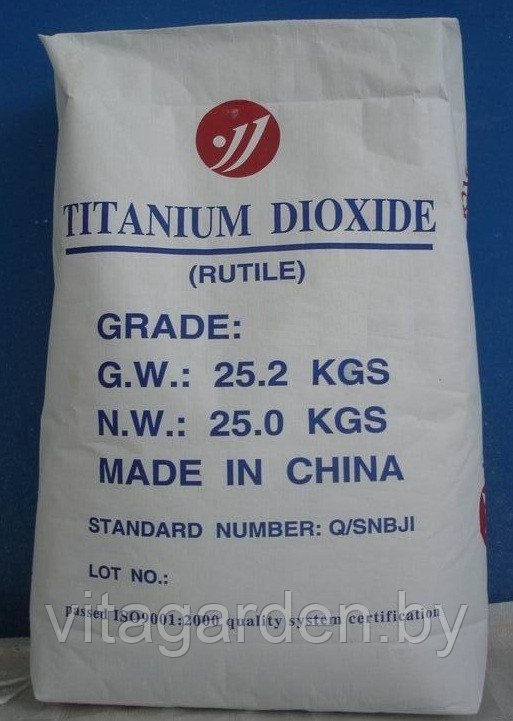 TITANIUM DIOXIDE
(RUTILE)
GRADE:
G.W.: 25.2 KGS
N.W.: 25.0 KGS
MADE IN CHINA
STANDARD NUMBER: Q/SNBJI
LOT NO.:
passed ISO9001:2000 quality system certification
vitagarden.by